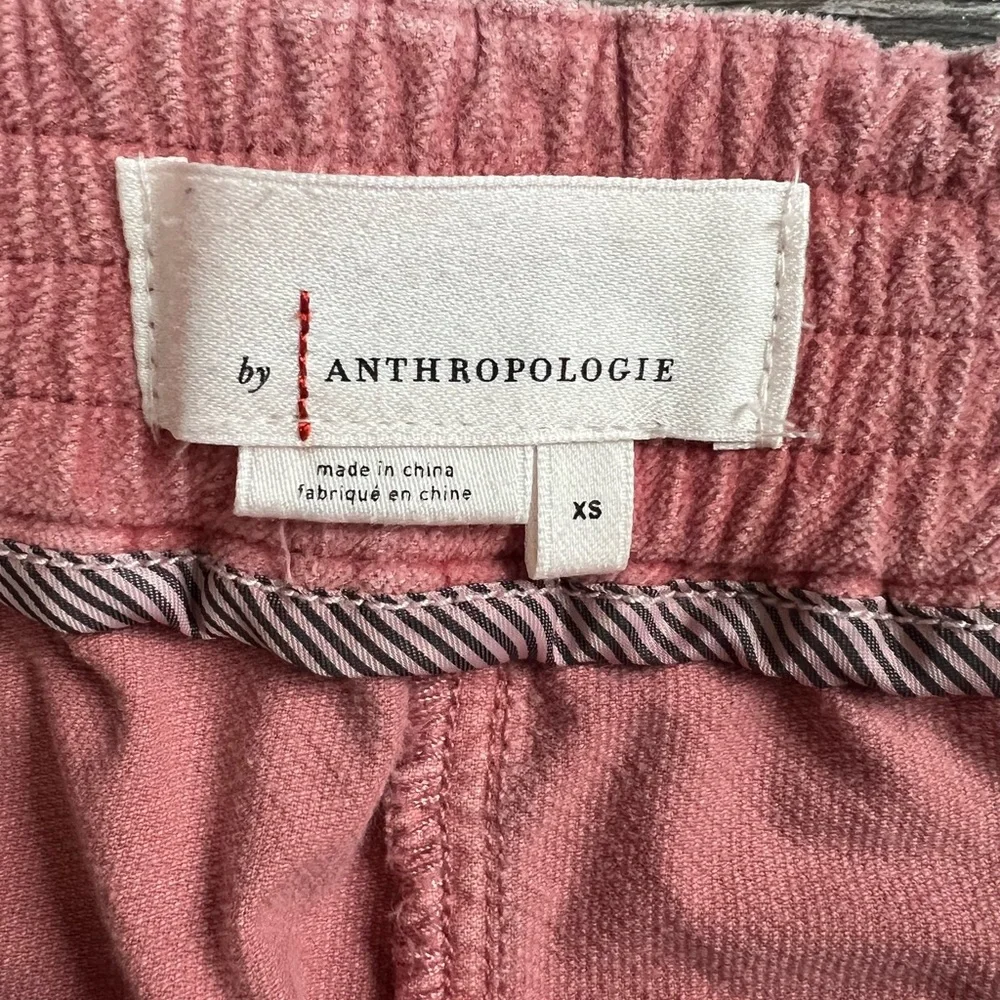 by ANTHROPOLOGIE
made in china
fabriqué en chine
XS